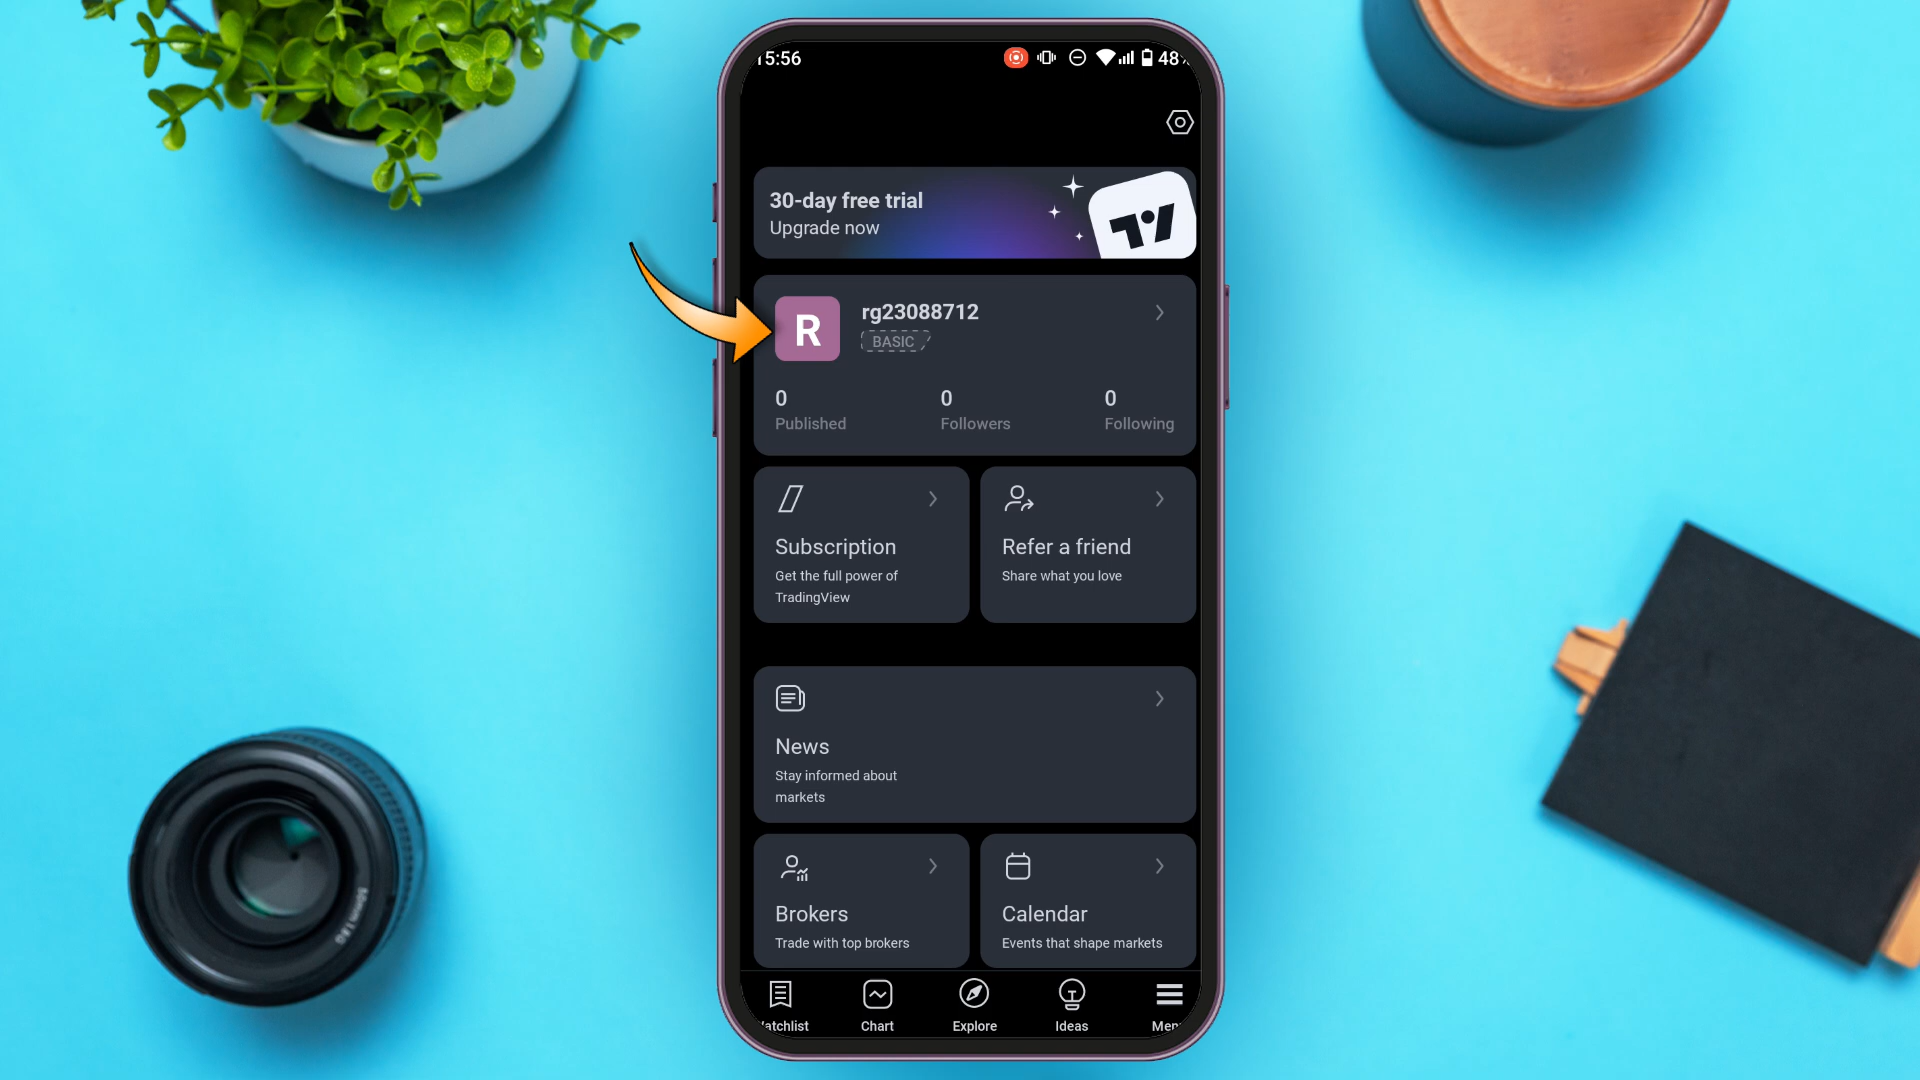 15:56
48%
30-day free trial
Upgrade now
R
rg23088712
BASIC
0
0
0
Published
Followers
Following
Subscription
Get the full power of
TradingView
Refer a friend
Share what you love
News
Stay informed about
markets
Brokers
Trade with top brokers
Calendar
Events that shape markets
Watchlist
Chart
Explore
Ideas
Menu